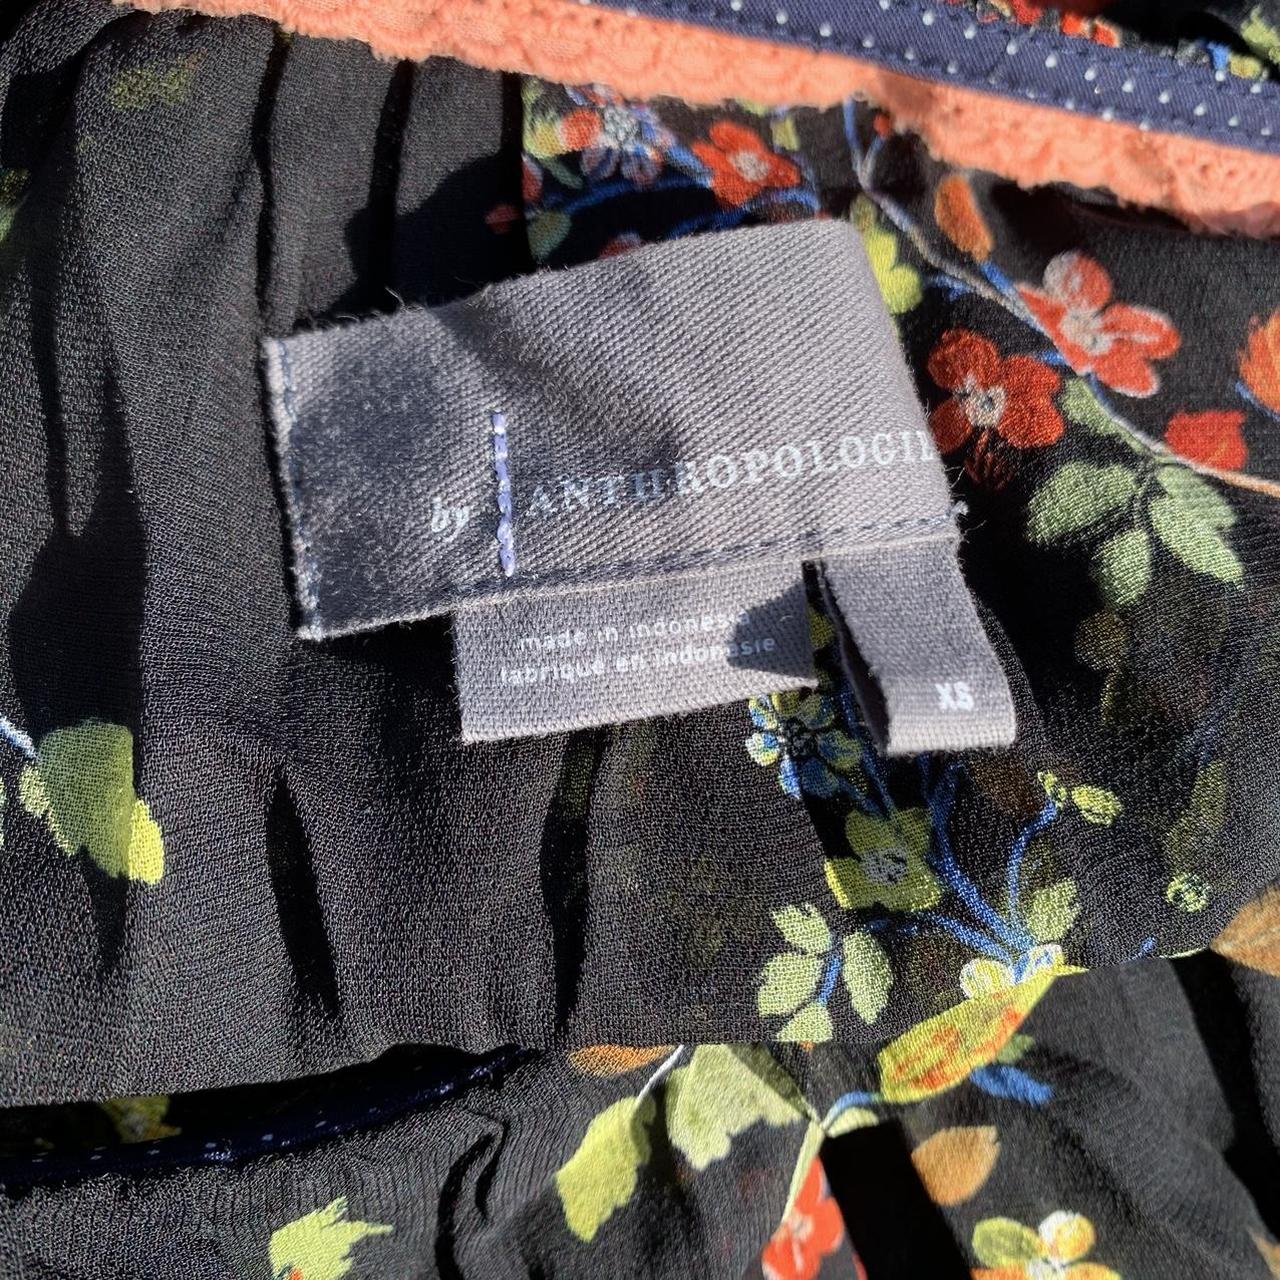 by ANTHROPOLOGIE
made in indonesia
fabriqué en indonésie
XS